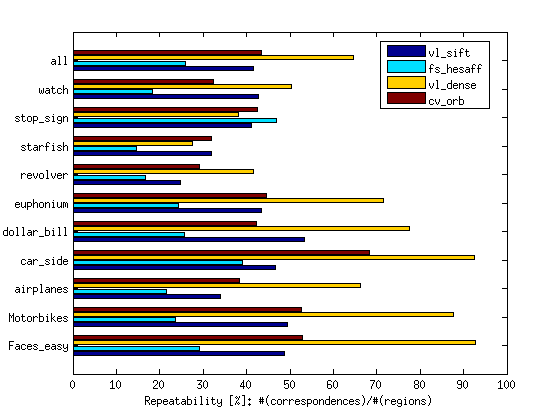 vl_sift
fs_hesaff
vl_dense
cv_orb
all
watch
stop_sign
starfish
revolver
euphonium
dollar_bill
car_side
airplanes
Motorbikes
Faces_easy
0 10 20 30 40 50 60 70 80 90 100
Repeatability [%]: #(correspondences)/#(regions)